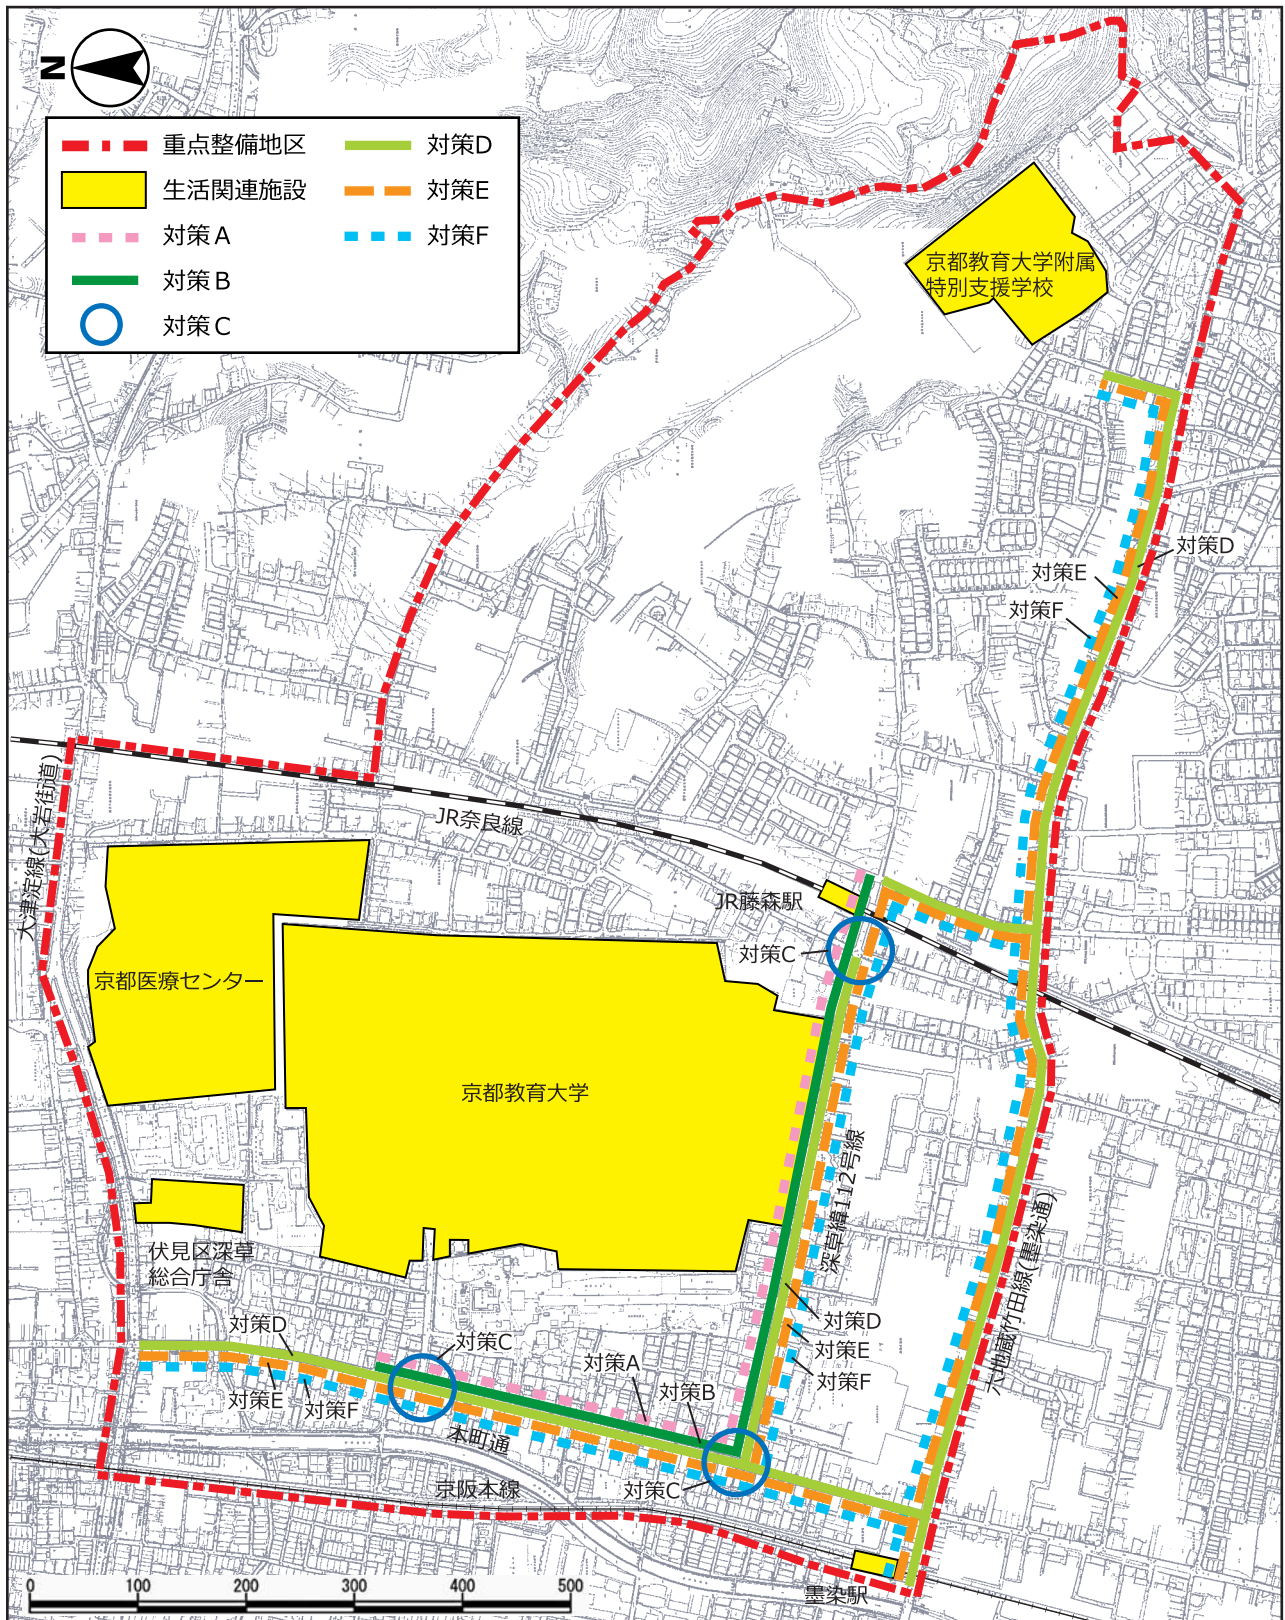 N
重点整備地区
対策D
生活関連施設
対策E
対策A
対策F
対策B
対策C
京都教育大学附属
特別支援学校
対策D
対策E
対策F
大津淀線(大岩街道)
JR奈良線
JR藤森駅
対策C
京都医療センター
京都教育大学
深草緯112号線
六地蔵竹田線(墨染通)
伏見区深草
総合庁舎
対策D
対策C
対策A
対策B
対策D
対策E
対策F
対策E
対策F
本町通
京阪本線
対策C
墨染駅
0 100 200 300 400 500